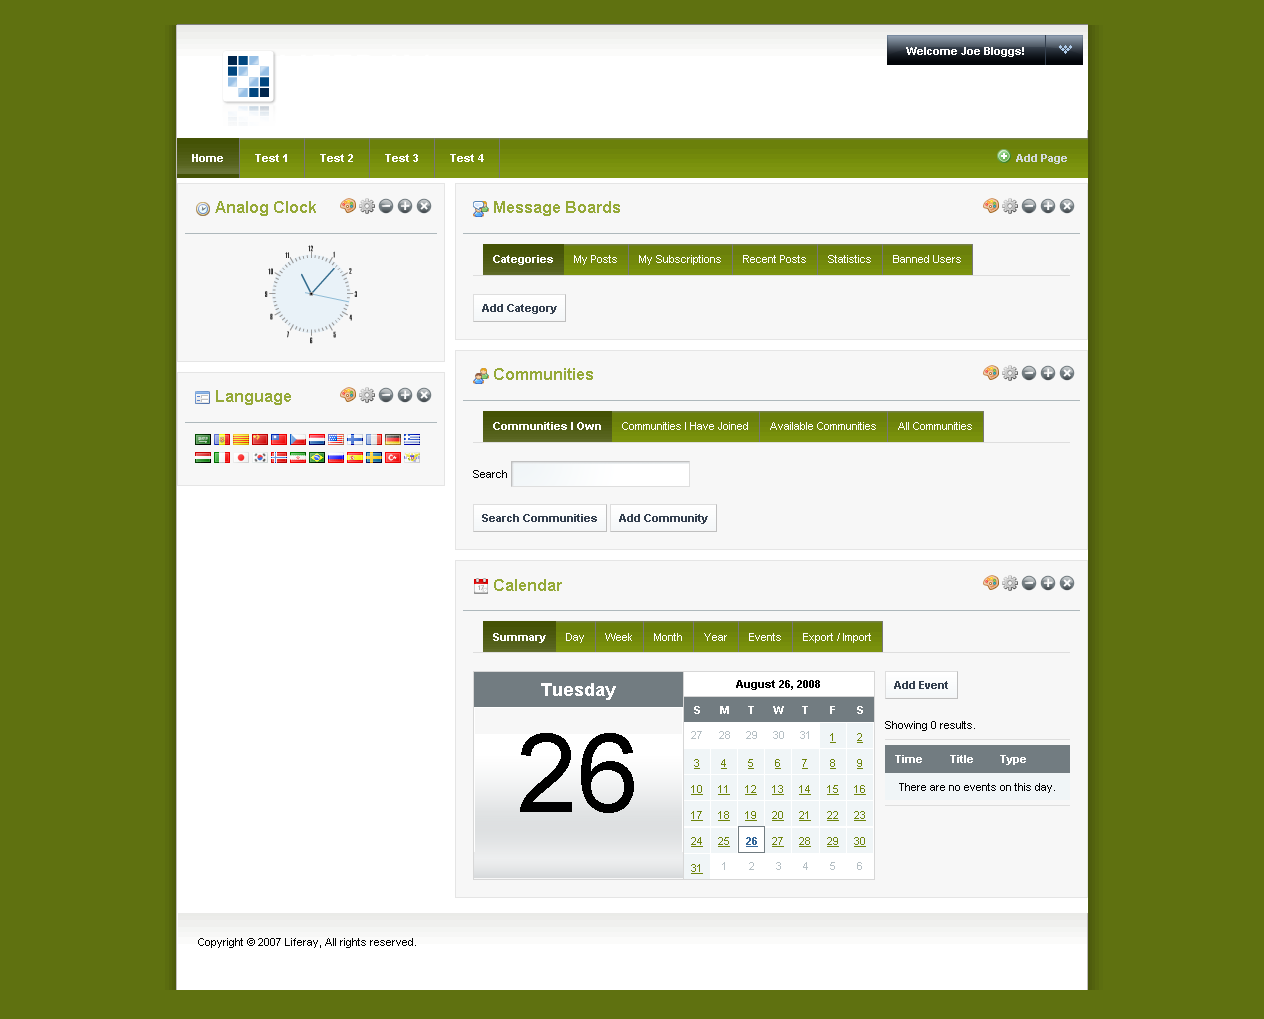 Welcome Joe Bloggs!
Home Test 1 Test 2 Test 3 Test 4 Add Page
Analog Clock
12
1
2
3
4
5
6
7
8
9
10
11
Language
Message Boards
Categories My Posts My Subscriptions Recent Posts Statistics Banned Users
Add Category
Communities
Communities I Own Communities I Have Joined Available Communities All Communities
Search
Search Communities Add Community
Calendar
Summary Day Week Month Year Events Export / Import
Tuesday
26
August 26, 2008
S M T W T F S
27 28 29 30 31 1 2
3 4 5 6 7 8 9
10 11 12 13 14 15 16
17 18 19 20 21 22 23
24 25 26 27 28 29 30
31 1 2 3 4 5 6
Add Event
Showing 0 results.
Time Title Type
There are no events on this day.
Copyright © 2007 Liferay, All rights reserved.